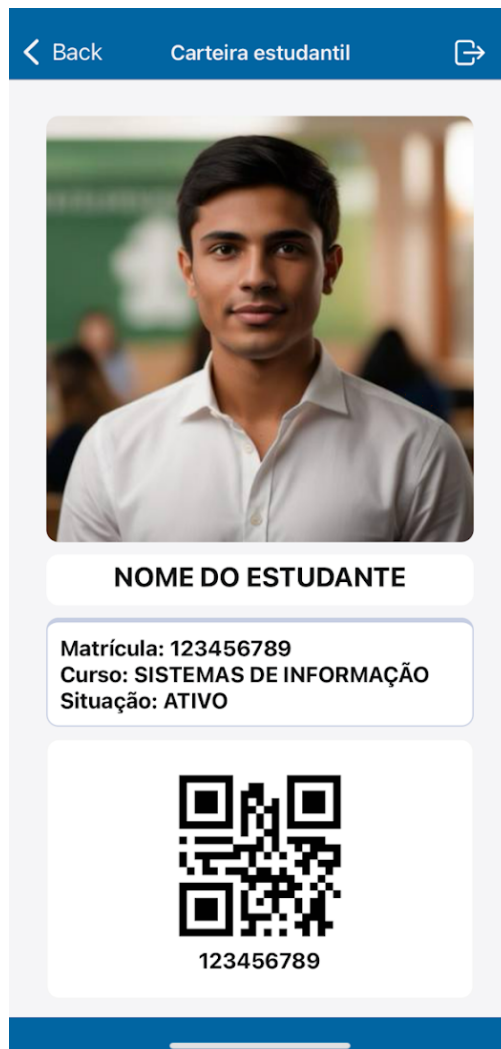 Back
Carteira estudantil
NOME DO ESTUDANTE
Matrícula: 123456789
Curso: SISTEMAS DE INFORMAÇÃO
Situação: ATIVO
123456789